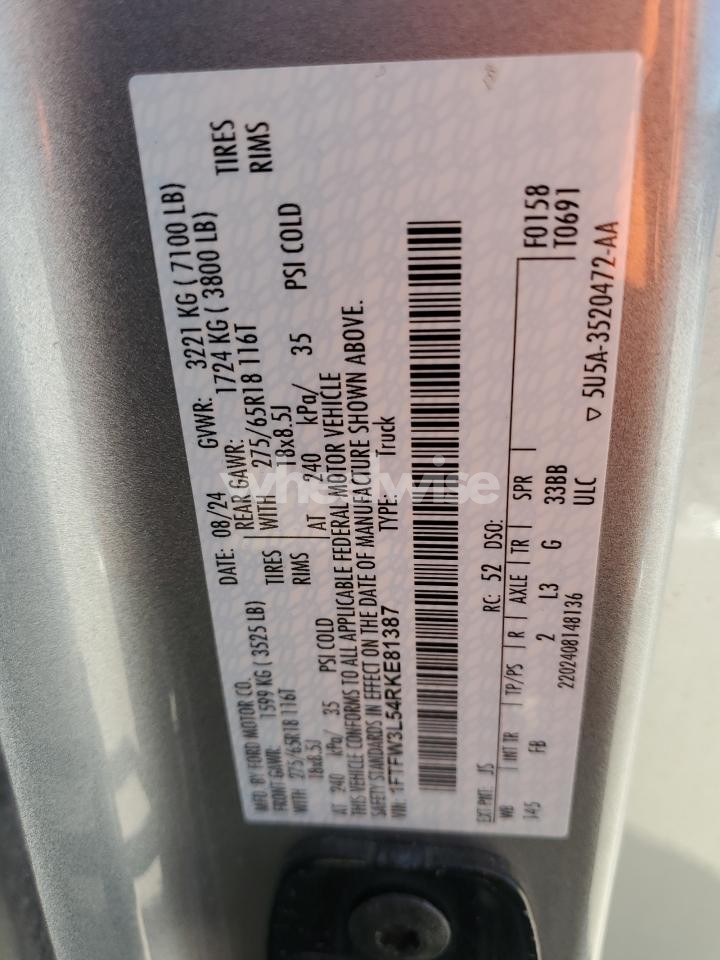 MFD. BY FORD MOTOR CO.
DATE: 08/24 GVWR: 3221 KG ( 7100 LB)
FRONT GAWR: 1599 KG ( 3525 LB) REAR GAWR: 1724 KG ( 3800 LB)
WITH 275/65R18 116T TIRES WITH 275/65R18 116T TIRES
18x8.5J RIMS 18x8.5J RIMS
AT 240 kPa/ 35 PSI COLD AT 240 kPa/ 35 PSI COLD
THIS VEHICLE CONFORMS TO ALL APPLICABLE FEDERAL MOTOR VEHICLE
SAFETY STANDARDS IN EFFECT ON THE DATE OF MANUFACTURE SHOWN ABOVE.
VIN: 1FTFW3L54RKE81387 TYPE: Truck
EXT PNT: JS RC: 52 DSO: F0158
WB INT TR TP/PS R AXLE TR SPR T0691
145 FB 2 L3 G 33BB
2202408148136 ULC ▽ 5U5A-3520472-AA
wheelwise